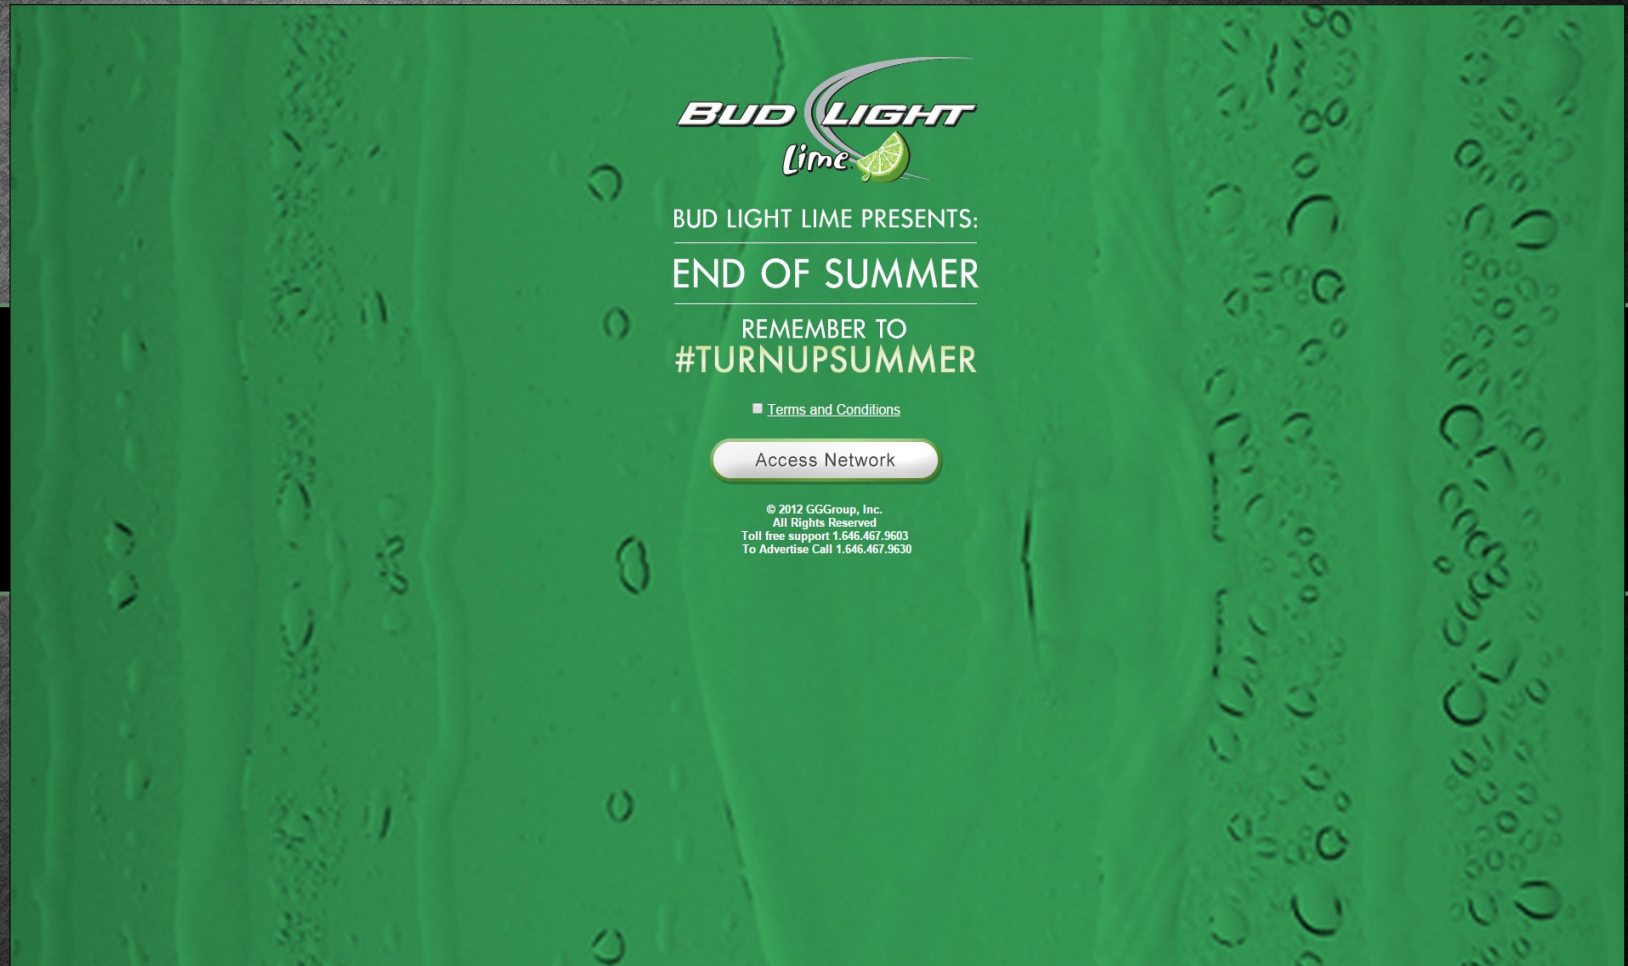 BUD LIGHT
Lime
BUD LIGHT LIME PRESENTS:
END OF SUMMER
REMEMBER TO
#TURNUPSUMMER
Terms and Conditions
Access Network
© 2012 GGGroup, Inc.
All Rights Reserved
Toll free support 1.646.467.9603
To Advertise Call 1.646.467.9630